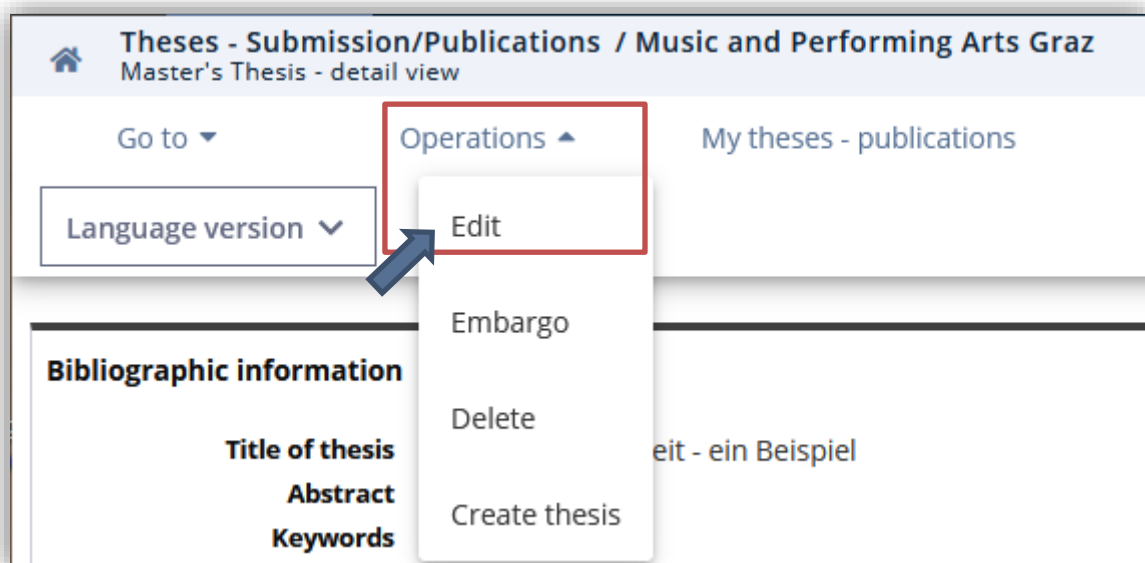 Theses - Submission/Publications / Music and Performing Arts Graz
Master's Thesis - detail view
Go to Operations My theses - publications
Language version
Edit
Embargo
Delete
Create thesis
Bibliographic information
Title of thesis eit - ein Beispiel
Abstract
Keywords